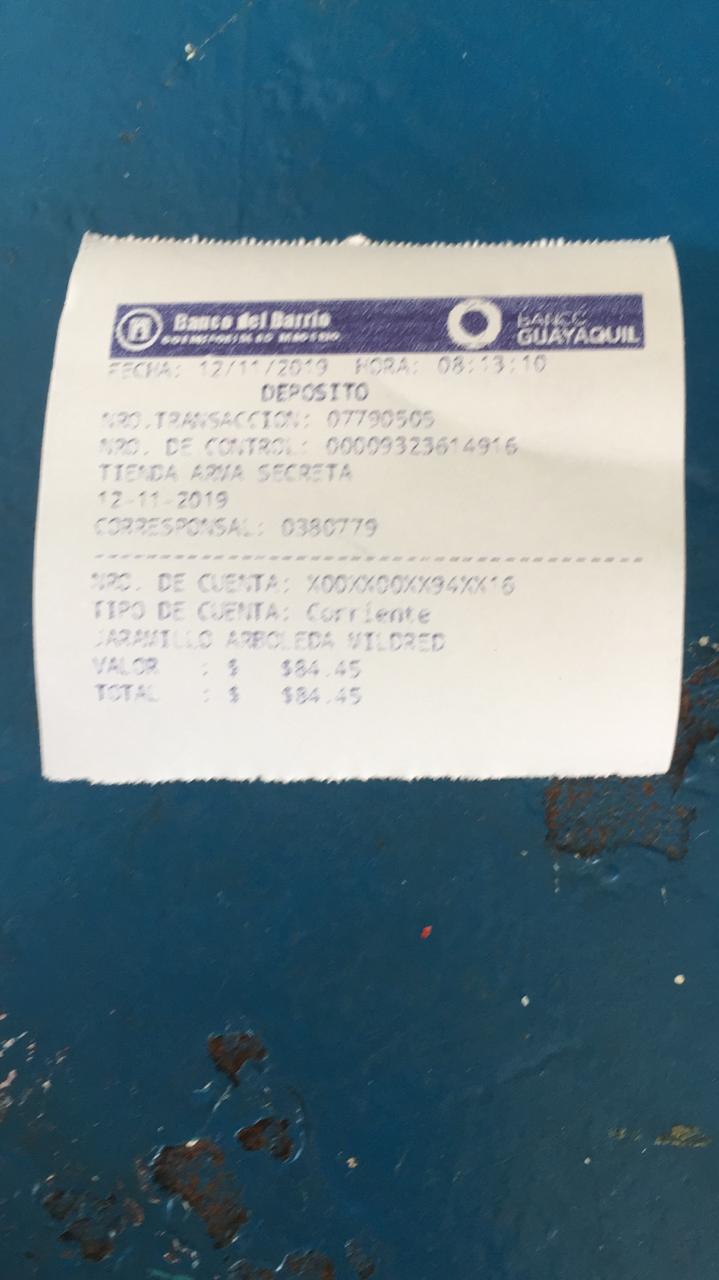 Banco del Barrio
BANCO
GUAYAQUIL
FECHA: 12/11/2019 HORA: 08:13:10
DEPOSITO
NRO.TRANSACCION: 07790505
NRO. DE CONTROL: 00009323614916
TIENDA ARVA SECRETA
12-11-2019
CORRESPONSAL: 0380779
NRO. DE CUENTA: X00XX00XX94XX16
TIPO DE CUENTA: Corriente
JARAMILLO ARBOLEDA WILDRED
VALOR : $ $84.45
TOTAL : $ $84.45